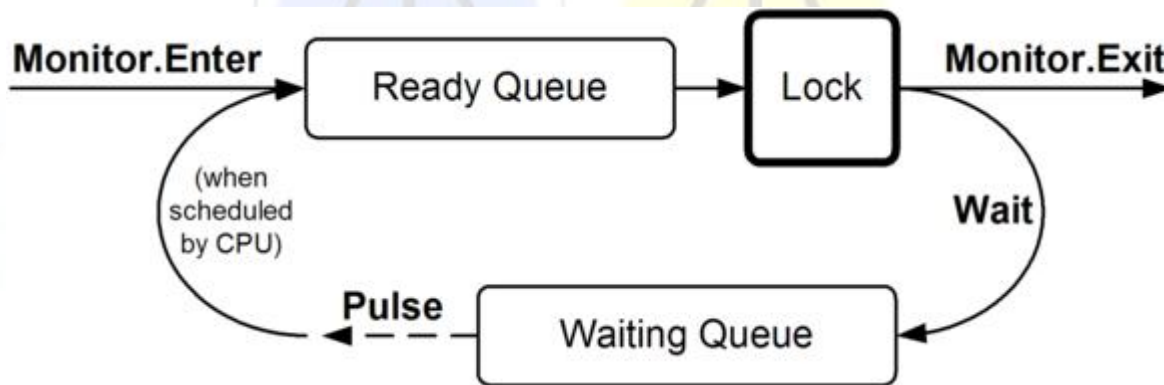 Monitor.Enter
Ready Queue
Lock
Monitor.Exit
(when
scheduled
by CPU)
Wait
Pulse
Waiting Queue